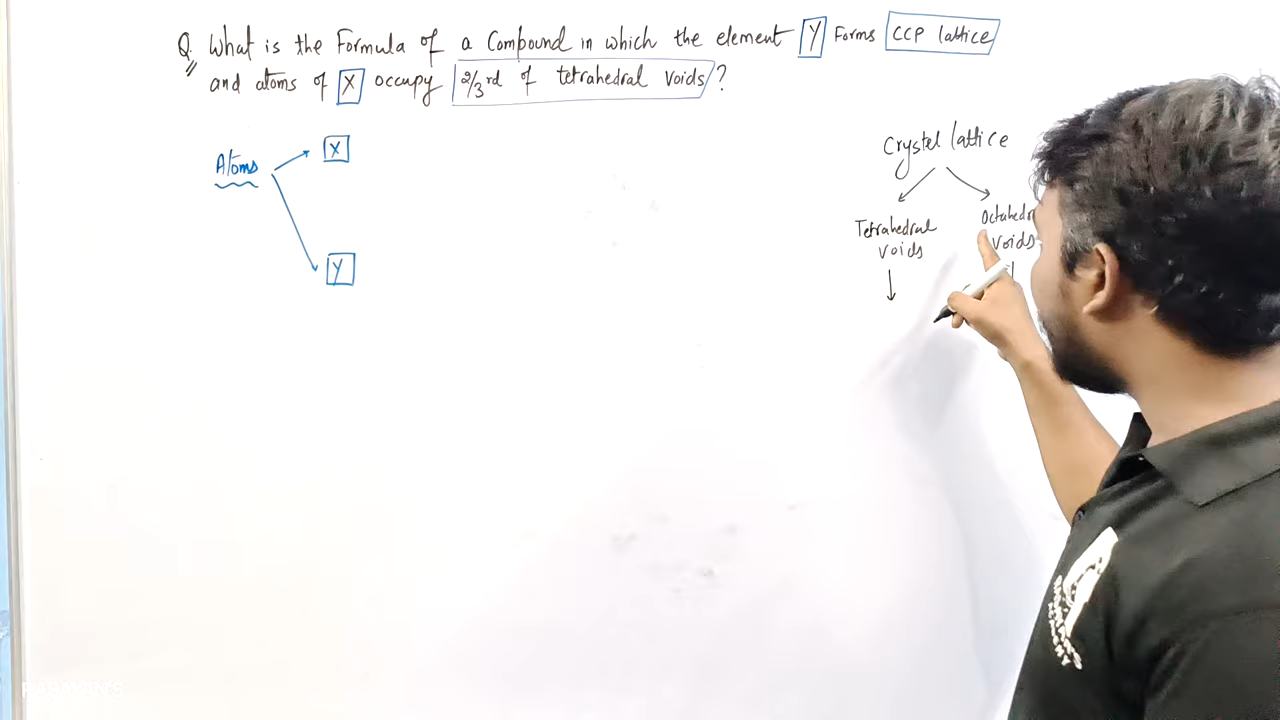 Q. What is the Formula of a Compound in which the element Y Forms CCP lattice
and atoms of X occupy 2/3rd of tetrahedral voids?
Atoms
X
Y
Crystel lattice
Tetrahedral
voids
voids